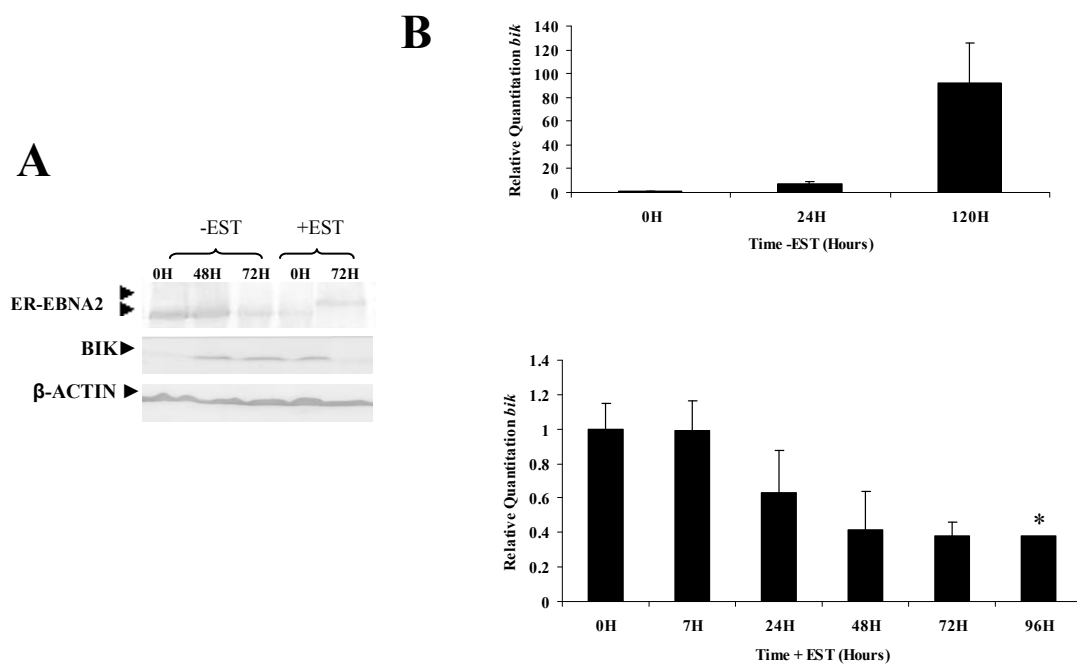 A
-EST +EST
0H 48H 72H 0H 72H
ER-EBNA2
BIK
β-ACTIN
B
Relative Quantitation bik
140
120
100
80
60
40
20
0
0H 24H 120H
Time -EST (Hours)
Relative Quantitation bik
1.4
1.2
1
0.8
0.6
0.4
0.2
0
*
0H 7H 24H 48H 72H 96H
Time + EST (Hours)